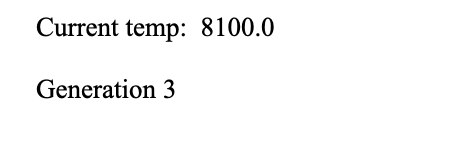 Current temp:  8100.0
Generation 3